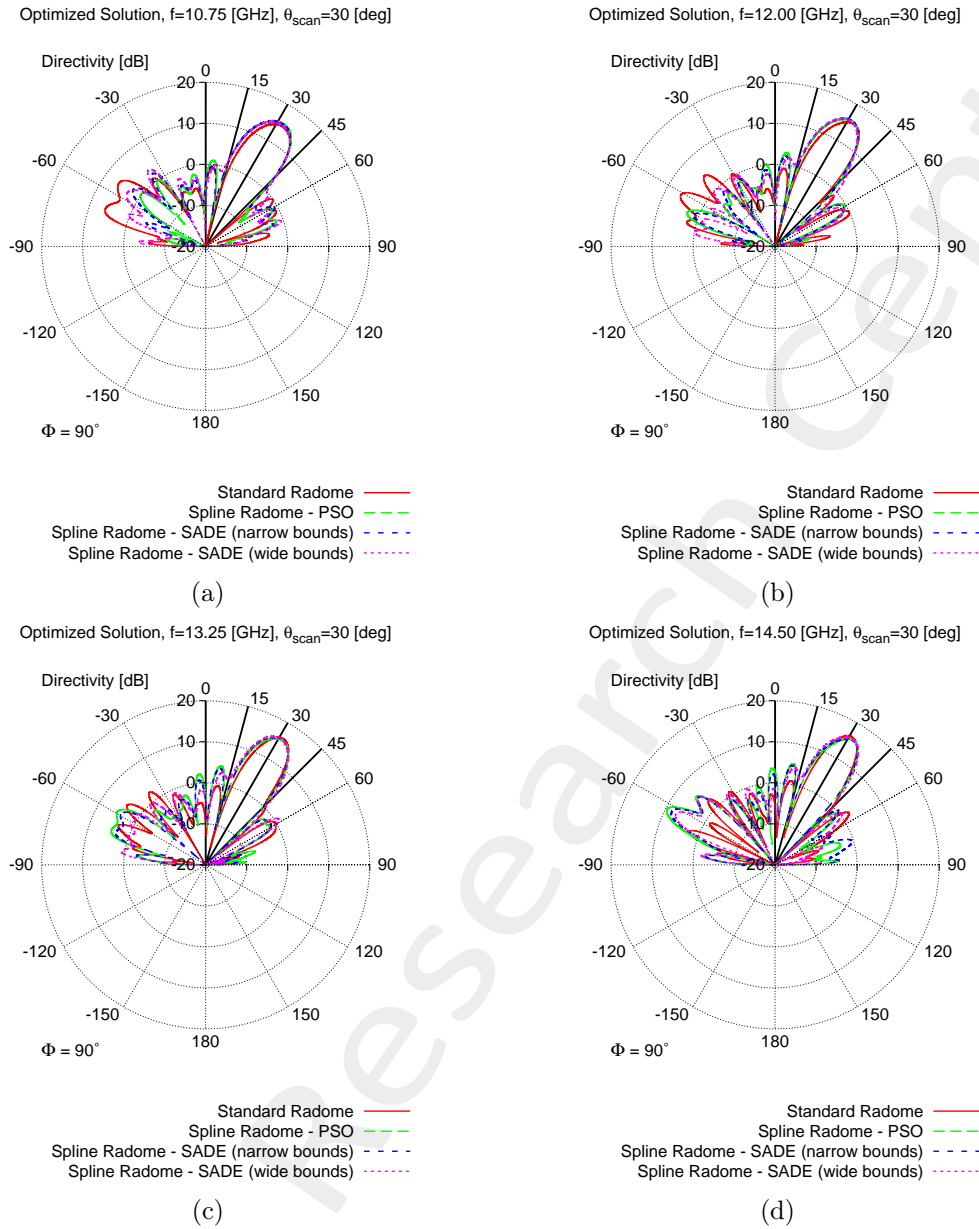 Optimized Solution, f=10.75 [GHz], θscan=30 [deg]
Directivity [dB]
0
15
30
45
60
90
120
150
180
-150
-120
-90
-60
-30
20
10
0
-10
-20
Φ = 90°
Standard Radome
Spline Radome - PSO
Spline Radome - SADE (narrow bounds)
Spline Radome - SADE (wide bounds)
(a)
Optimized Solution, f=12.00 [GHz], θscan=30 [deg]
Directivity [dB]
0
15
30
45
60
90
120
150
180
-150
-120
-90
-60
-30
20
10
0
-10
-20
Φ = 90°
Standard Radome
Spline Radome - PSO
Spline Radome - SADE (narrow bounds)
Spline Radome - SADE (wide bounds)
(b)
Optimized Solution, f=13.25 [GHz], θscan=30 [deg]
Directivity [dB]
0
15
30
45
60
90
120
150
180
-150
-120
-90
-60
-30
20
10
0
-10
-20
Φ = 90°
Standard Radome
Spline Radome - PSO
Spline Radome - SADE (narrow bounds)
Spline Radome - SADE (wide bounds)
(c)
Optimized Solution, f=14.50 [GHz], θscan=30 [deg]
Directivity [dB]
0
15
30
45
60
90
120
150
180
-150
-120
-90
-60
-30
20
10
0
-10
-20
Φ = 90°
Standard Radome
Spline Radome - PSO
Spline Radome - SADE (narrow bounds)
Spline Radome - SADE (wide bounds)
(d)
Research Cent